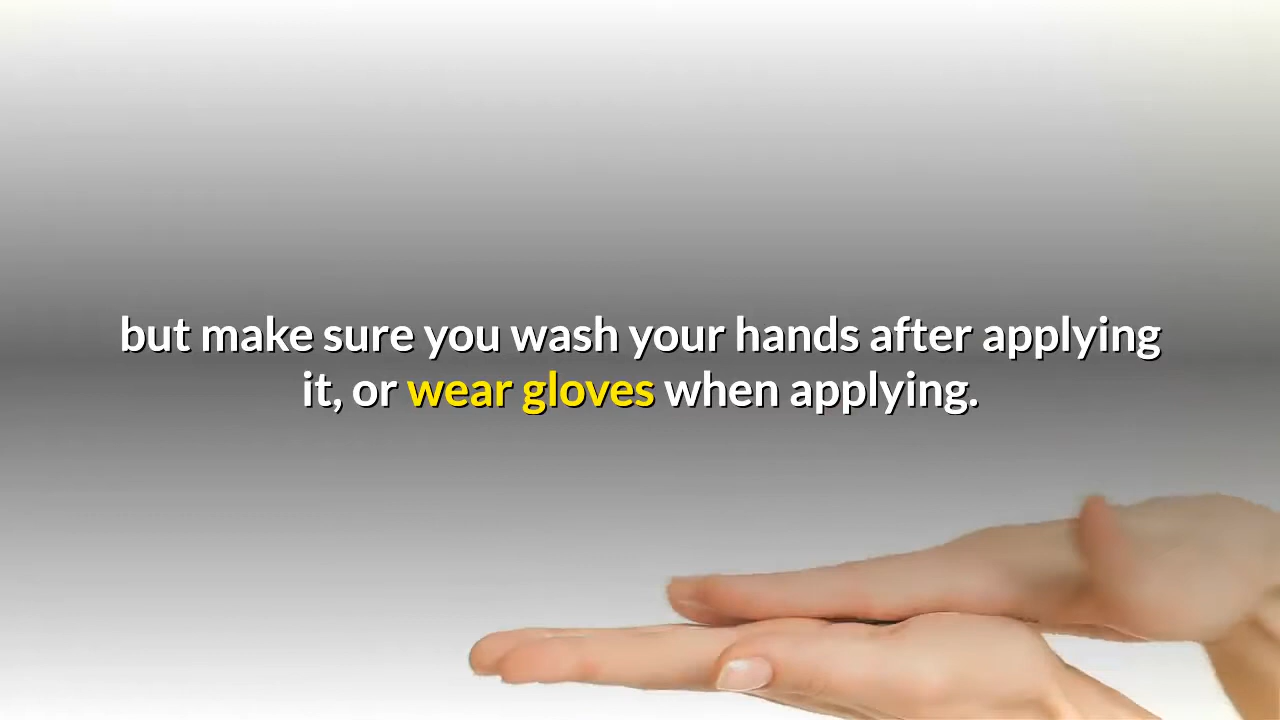 but make sure you wash your hands after applying
it, or wear gloves when applying.